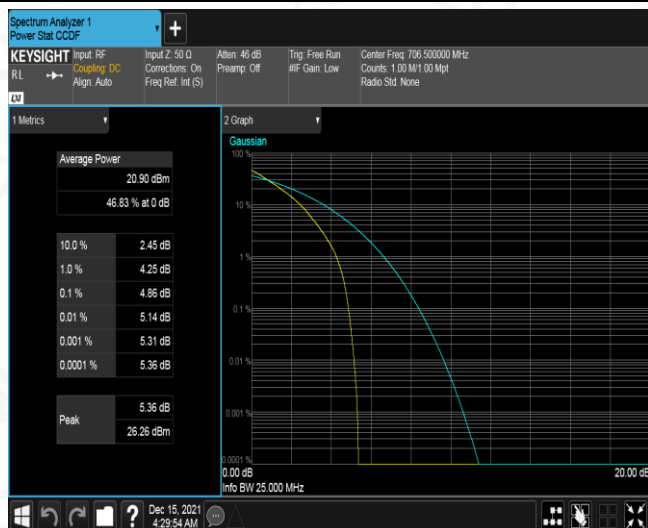 Spectrum Analyzer 1
Power Stat CCDF
+
KEYSIGHT
RL
LXI
Input: RF
Coupling: DC
Align: Auto
Input Z: 50 Ω
Corrections: On
Freq Ref: Int (S)
Atten: 46 dB
Preamp: Off
Trig: Free Run
#IF Gain: Low
Center Freq: 706.500000 MHz
Counts: 1.00 M/1.00 Mpt
Radio Std: None
1 Metrics
Average Power
20.90 dBm
46.83 % at 0 dB
10.0 % 2.45 dB
1.0 % 4.25 dB
0.1 % 4.86 dB
0.01 % 5.14 dB
0.001 % 5.31 dB
0.0001 % 5.36 dB
Peak
5.36 dB
26.26 dBm
2 Graph
Gaussian
100 %
10 %
1 %
0.1 %
0.01 %
0.001 %
0.0001 %
0.00 dB 20.00 dB
Info BW 25.000 MHz
?
Dec 15, 2021
4:29:54 AM